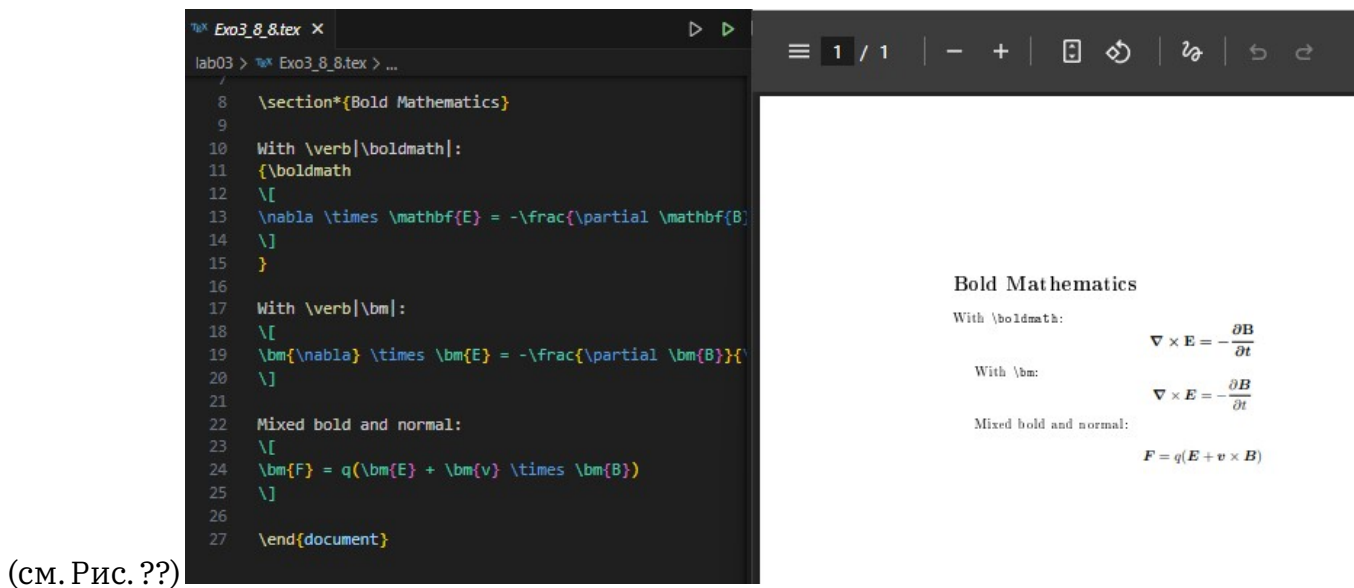 Exo3_8_8.tex
lab03 > Exo3_8_8.tex > ...
7
8 \section*{Bold Mathematics}
9
10 With \verb|\boldmath|:
11 {\boldmath
12 \[
13 \nabla \times \mathbf{E} = -\frac{\partial \mathbf{B}
14 \]
15 }
16
17 With \verb|\bm|:
18 \[
19 \bm{\nabla} \times \bm{E} = -\frac{\partial \bm{B}}{\
20 \]
21
22 Mixed bold and normal:
23 \[
24 \bm{F} = q(\bm{E} + \bm{v} \times \bm{B})
25 \]
26
27 \end{document}
1 / 1
Bold Mathematics
With \boldmath:
∇ × E = −∂B/∂t
With \bm:
∇ × E = −∂B/∂t
Mixed bold and normal:
F = q(E + v × B)
(см. Рис. ??)